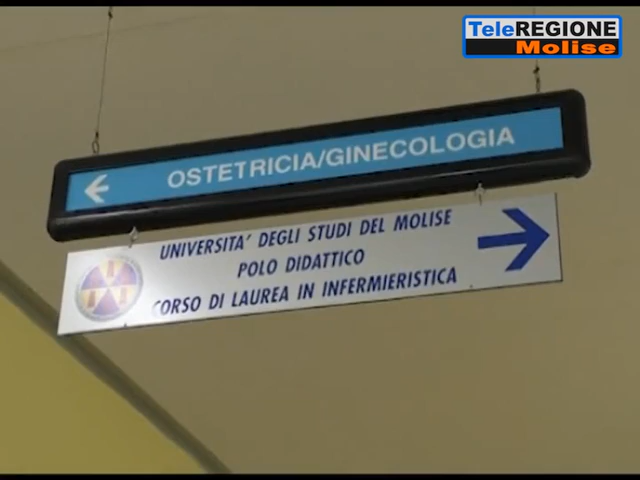 TeleREGIONE
Molise
OSTETRICIA/GINECOLOGIA
UNIVERSITA' DEGLI STUDI DEL MOLISE
POLO DIDATTICO
CORSO DI LAUREA IN INFERMIERISTICA